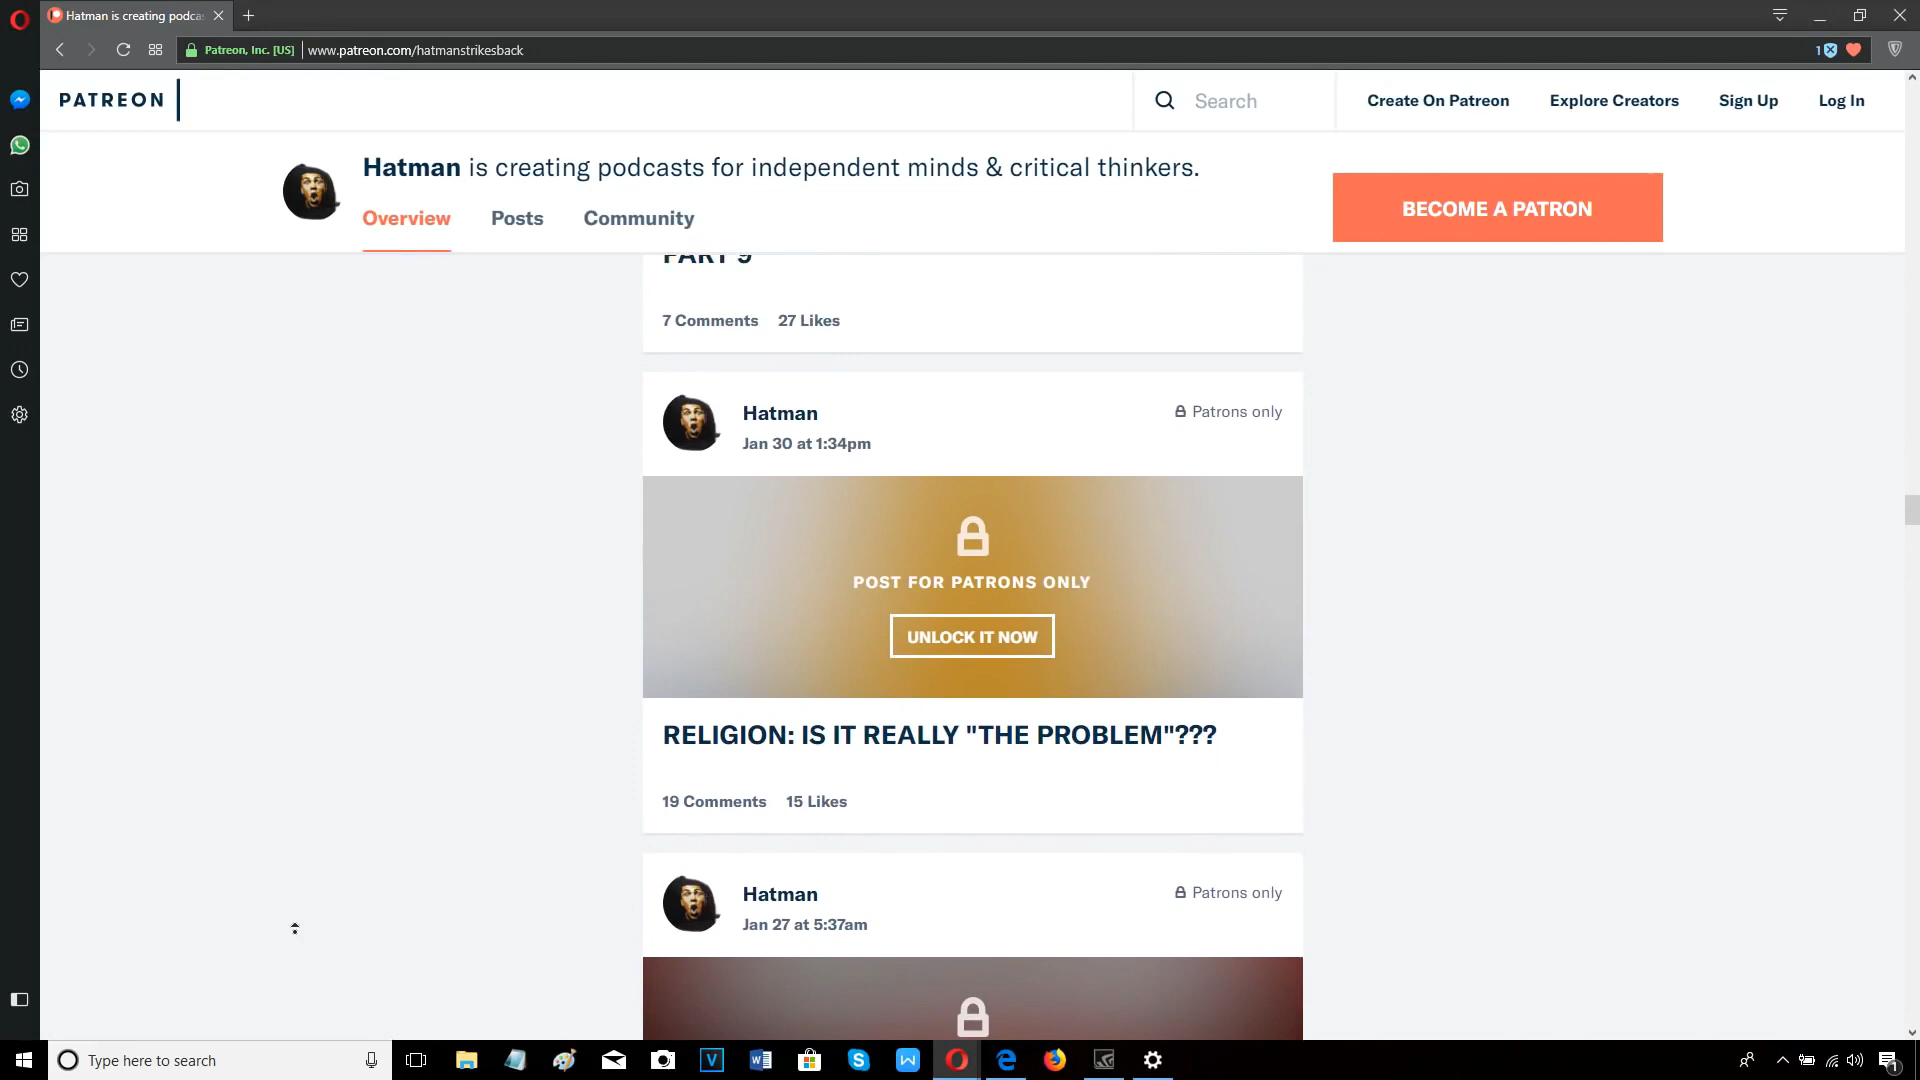 Hatman is creating podca
Patreon, Inc. [US]
www.patreon.com/hatmanstrikesback
1
PATREON
Search
Create On Patreon
Explore Creators
Sign Up
Log In
Hatman is creating podcasts for independent minds & critical thinkers.
Overview
Posts
Community
BECOME A PATRON
PART 9
7 Comments
27 Likes
Hatman
Patrons only
Jan 30 at 1:34pm
POST FOR PATRONS ONLY
UNLOCK IT NOW
RELIGION: IS IT REALLY "THE PROBLEM"???
19 Comments
15 Likes
Hatman
Patrons only
Jan 27 at 5:37am
Type here to search
1